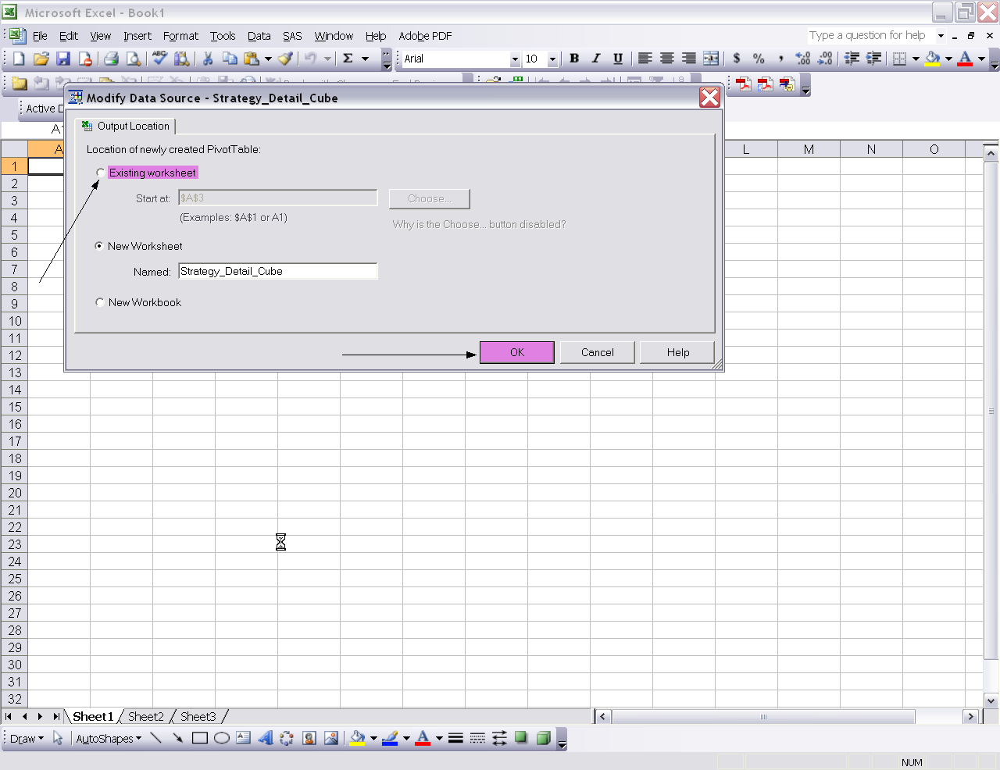 Microsoft Excel - Book1
File Edit View Insert Format Tools Data SAS Window Help Adobe PDF Type a question for help
Arial 10 B I U $ % ,
Active D
Modify Data Source - Strategy_Detail_Cube
Output Location
Location of newly created PivotTable:
Existing worksheet
Start at: $A$3 Choose...
(Examples: $A$1 or A1)
Why is the Choose... button disabled?
New Worksheet
Named: Strategy_Detail_Cube
New Workbook
OK Cancel Help
A L M N O
1
2
3
4
5
6
7
8
9
10
11
12
13
14
15
16
17
18
19
20
21
22
23
24
25
26
27
28
29
30
31
32
Sheet1 Sheet2 Sheet3
Draw AutoShapes
NUM